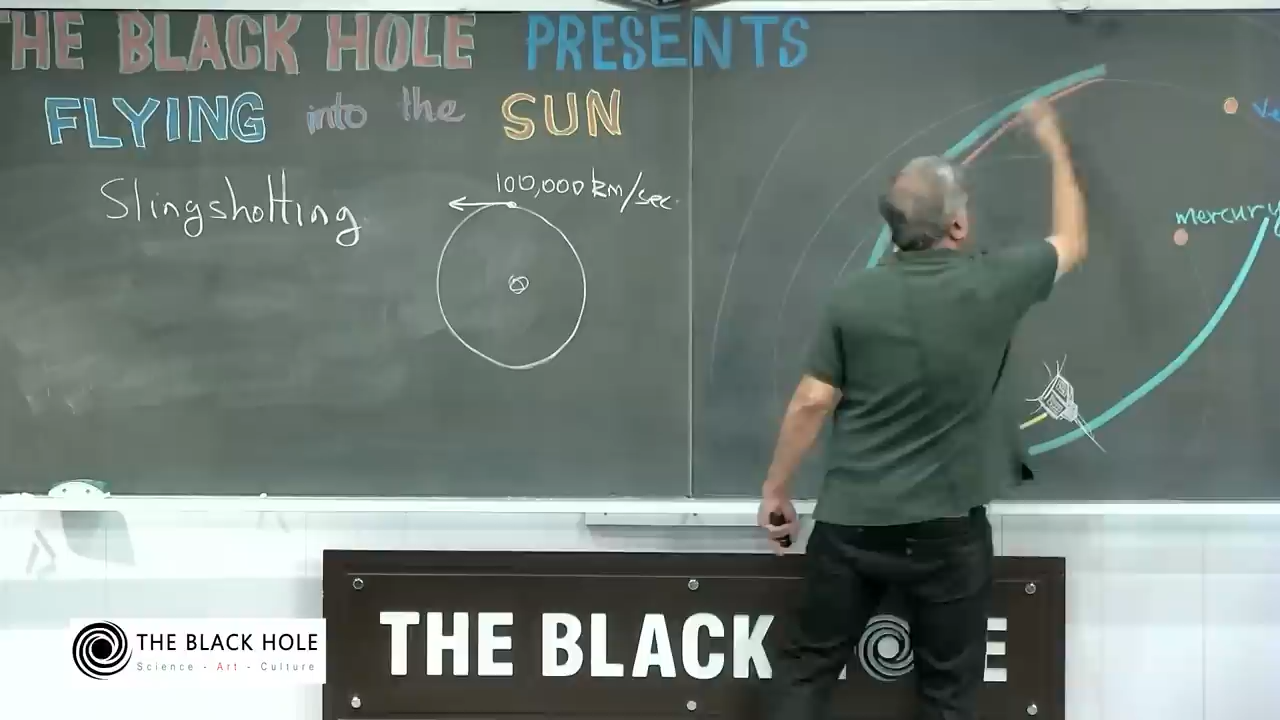 THE BLACK HOLE PRESENTS
FLYING into the SUN
Slingshotting
100,000 km/sec
mercury
THE BLACK HOLE
Science - Art - Culture
THE BLACK